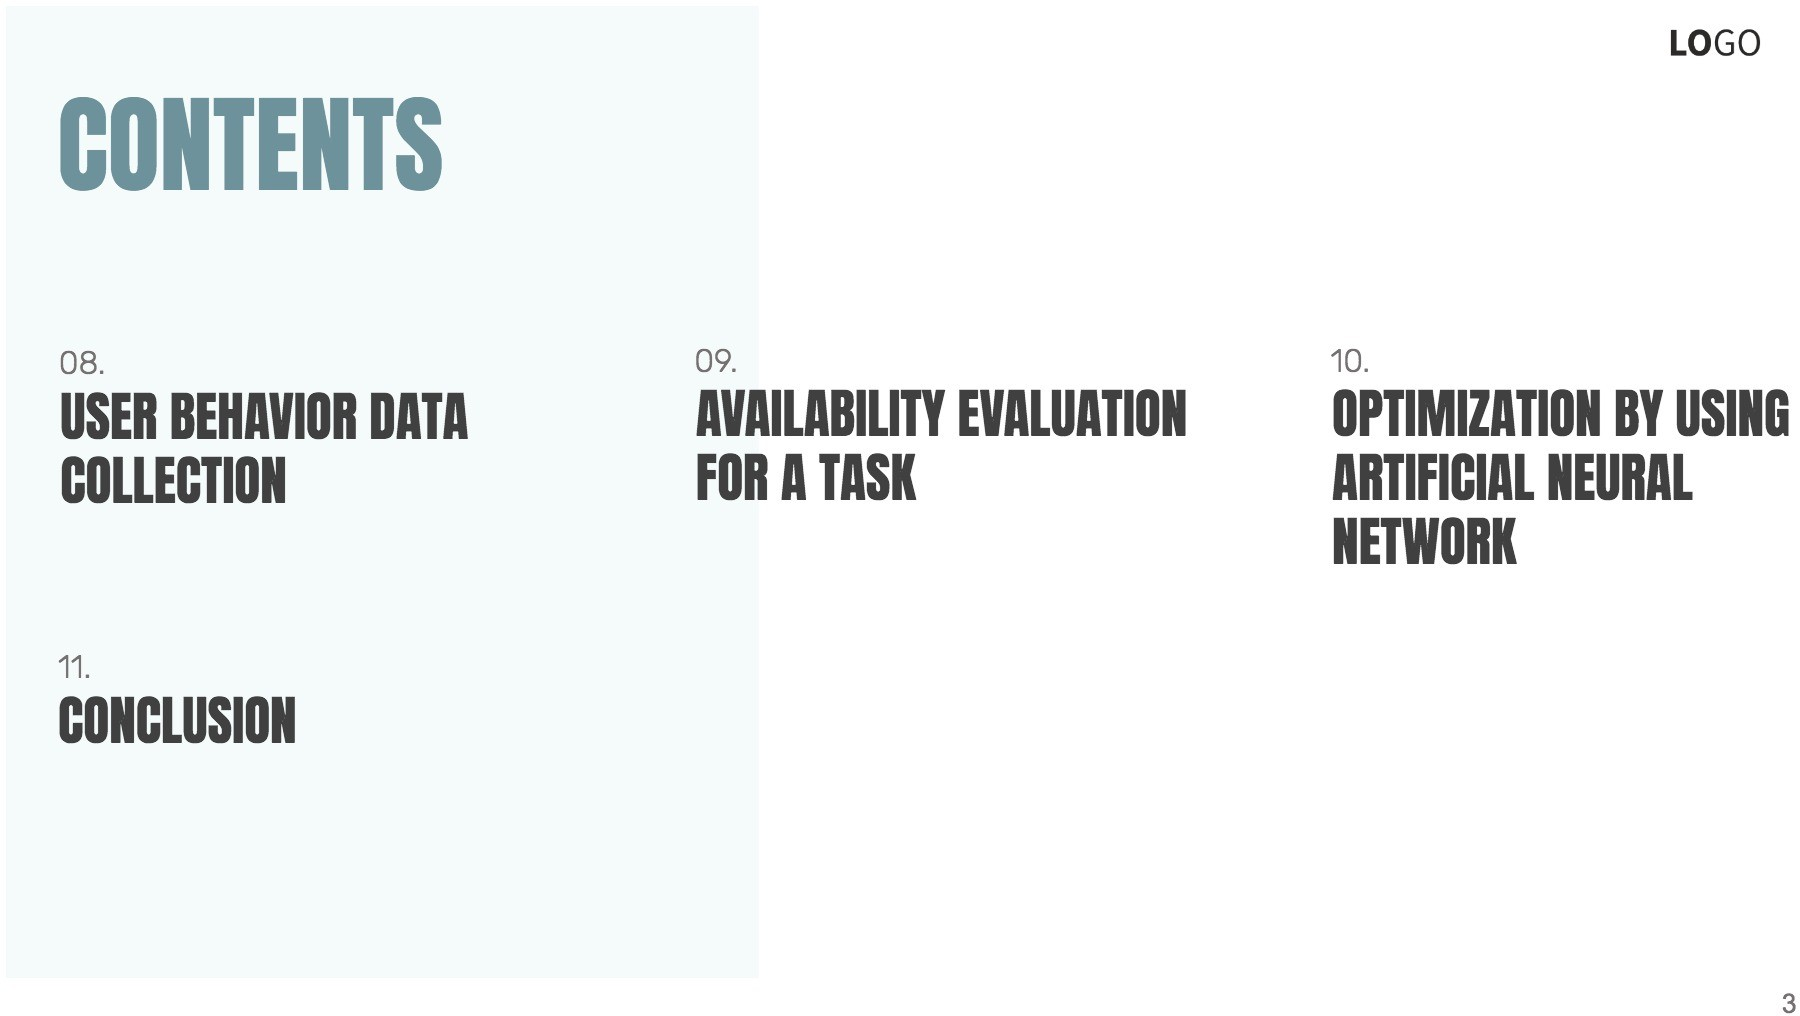 LOGO
CONTENTS
08.
USER BEHAVIOR DATA
COLLECTION
09.
AVAILABILITY EVALUATION
FOR A TASK
10.
OPTIMIZATION BY USING
ARTIFICIAL NEURAL
NETWORK
11.
CONCLUSION
3